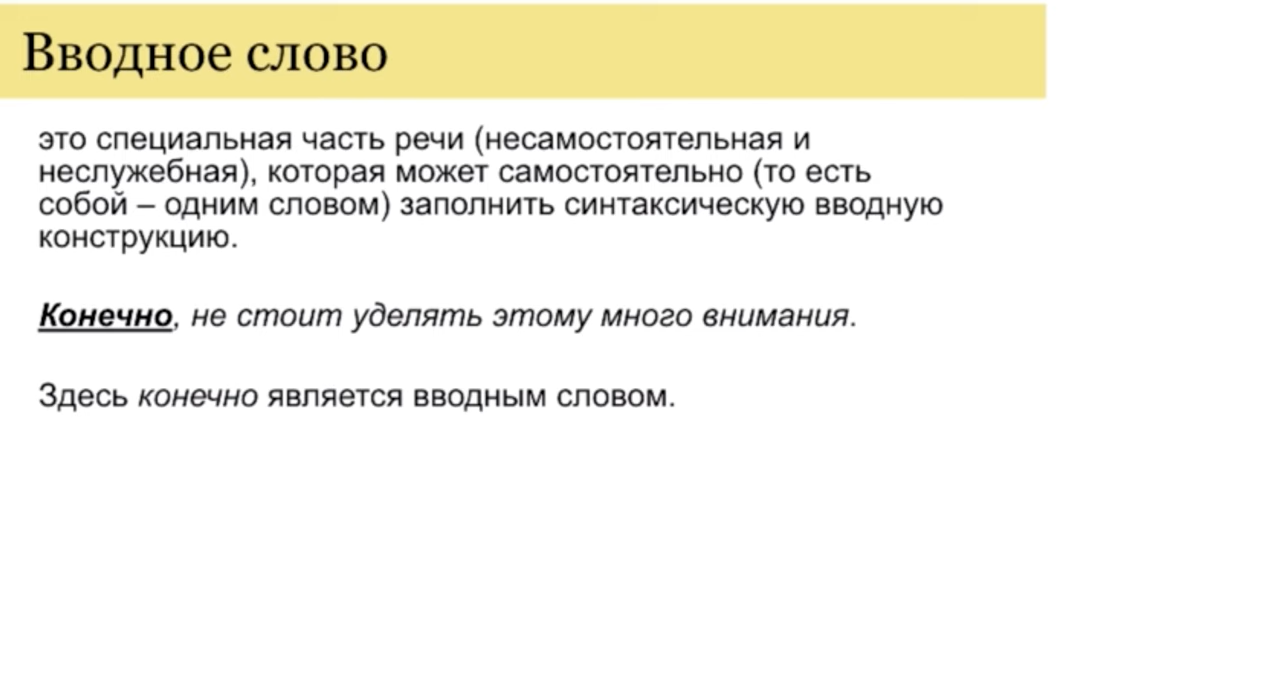 Вводное слово
это специальная часть речи (несамостоятельная и
неслужебная), которая может самостоятельно (то есть
собой – одним словом) заполнить синтаксическую вводную
конструкцию.
Конечно, не стоит уделять этому много внимания.
Здесь конечно является вводным словом.